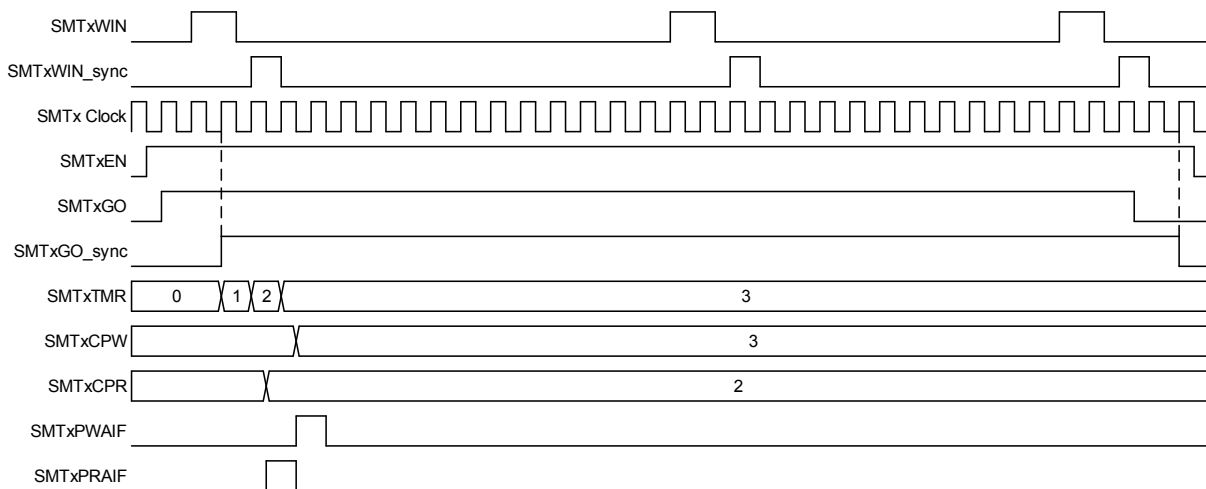 SMTxWIN
SMTxWIN_sync
SMTx Clock
SMTxEN
SMTxGO
SMTxGO_sync
SMTxTMR 0 1 2 3
SMTxCPW 3
SMTxCPR 2
SMTxPWAIF
SMTxPRAIF